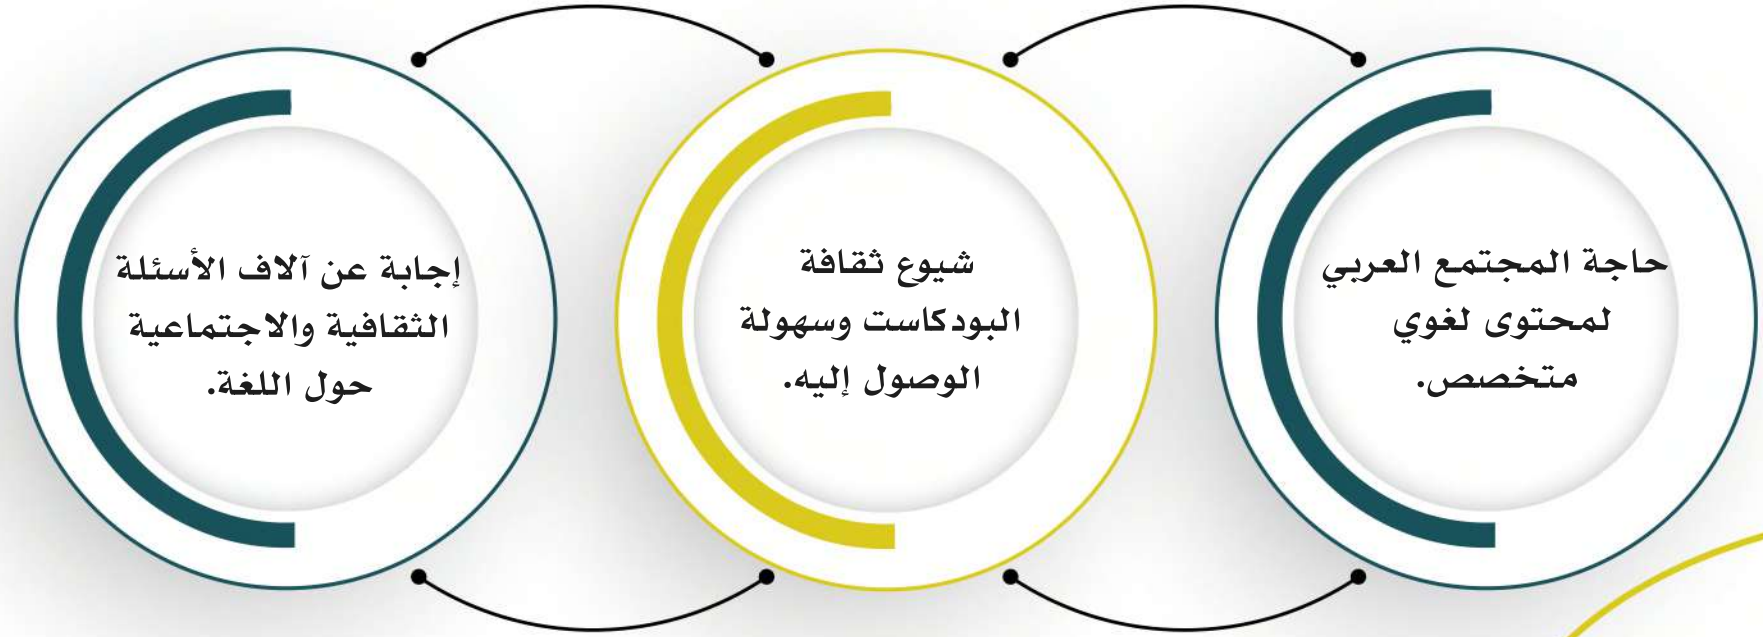 حاجة المجتمع العربي
لمحتوى لغوي
متخصص.
شيوع ثقافة
البودكاست وسهولة
الوصول إليه.
إجابة عن آلاف الأسئلة
الثقافية والاجتماعية
حول اللغة.